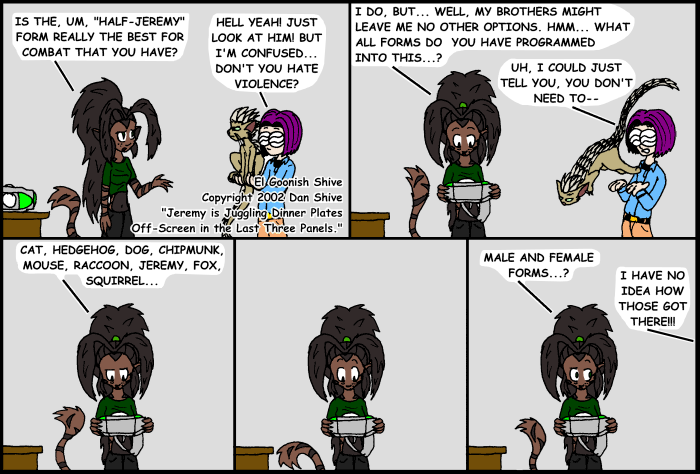 IS THE, UM, "HALF-JEREMY"
FORM REALLY THE BEST FOR
COMBAT THAT YOU HAVE?
HELL YEAH! JUST
LOOK AT HIM! BUT
I'M CONFUSED...
DON'T YOU HATE
VIOLENCE?
El Goonish Shive
Copyright 2002 Dan Shive
"Jeremy is Juggling Dinner Plates
Off-Screen in the Last Three Panels."
I DO, BUT... WELL, MY BROTHERS MIGHT
LEAVE ME NO OTHER OPTIONS. HMM... WHAT
ALL FORMS DO YOU HAVE PROGRAMMED
INTO THIS...?
UH, I COULD JUST
TELL YOU, YOU DON'T
NEED TO--
CAT, HEDGEHOG, DOG, CHIPMUNK,
MOUSE, RACCOON, JEREMY, FOX,
SQUIRREL...
MALE AND FEMALE
FORMS...?
I HAVE NO
IDEA HOW
THOSE GOT
THERE!!!